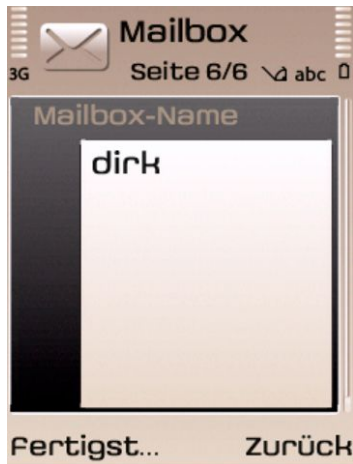 Mailbox
3G
Seite 6/6 abc
Mailbox-Name
dirk
Fertigst... Zurück